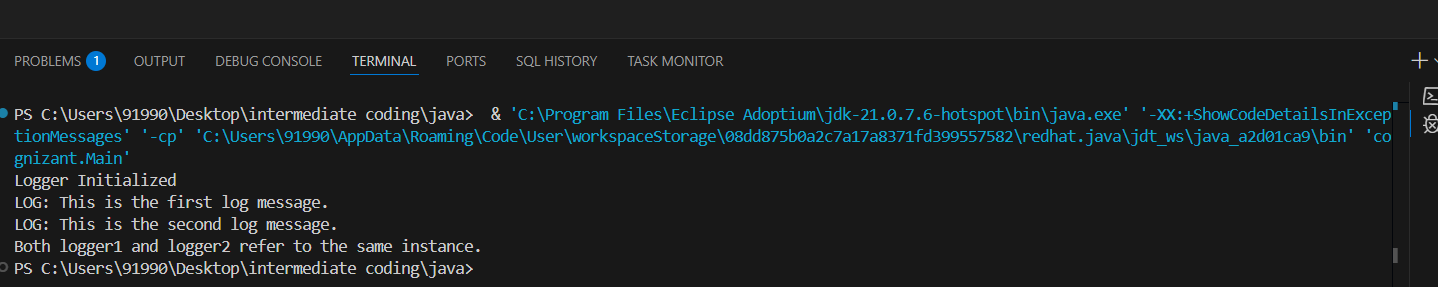 PROBLEMS 1 OUTPUT DEBUG CONSOLE TERMINAL PORTS SQL HISTORY TASK MONITOR
PS C:\Users\91990\Desktop\intermediate coding\java>  & 'C:\Program Files\Eclipse Adoptium\jdk-21.0.7.6-hotspot\bin\java.exe' '-XX:+ShowCodeDetailsInExcep
tionMessages' '-cp' 'C:\Users\91990\AppData\Roaming\Code\User\workspaceStorage\08dd875b0a2c7a17a8371fd399557582\redhat.java\jdt_ws\java_a2d01ca9\bin' 'co
gnizant.Main'
Logger Initialized
LOG: This is the first log message.
LOG: This is the second log message.
Both logger1 and logger2 refer to the same instance.
PS C:\Users\91990\Desktop\intermediate coding\java>